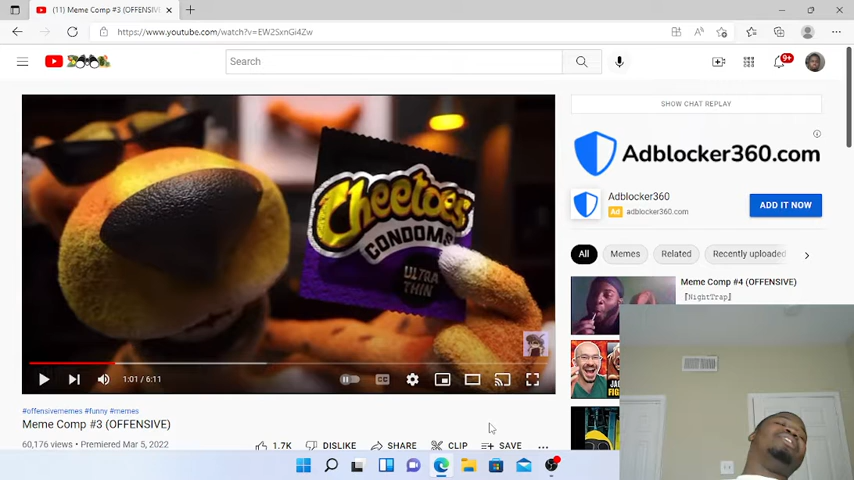 (11) Meme Comp #3 (OFFENSIVE
https://www.youtube.com/watch?v=EW2SxnGi4Zw
Search
9+
SHOW CHAT REPLAY
Cheetoes
CONDOMS
ULTRA
THIN
Adblocker360.com
Adblocker360
Ad adblocker360.com
ADD IT NOW
All Memes Related Recently uploaded
Meme Comp #4 (OFFENSIVE)
『NightTrap』
1:01 / 6:11
#offensivememes #funny #memes
Meme Comp #3 (OFFENSIVE)
60,176 views • Premiered Mar 5, 2022
1.7K DISLIKE SHARE CLIP SAVE